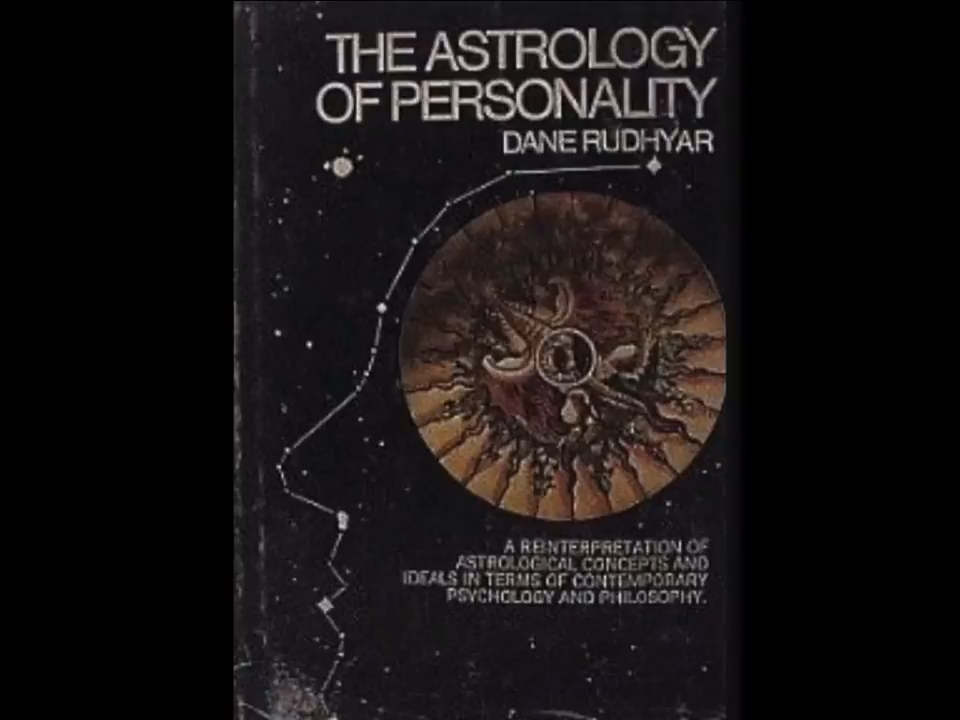 THE ASTROLOGY
OF PERSONALITY
DANE RUDHYAR
A REINTERPRETATION OF
ASTROLOGICAL CONCEPTS AND
IDEALS IN TERMS OF CONTEMPORARY
PSYCHOLOGY AND PHILOSOPHY.